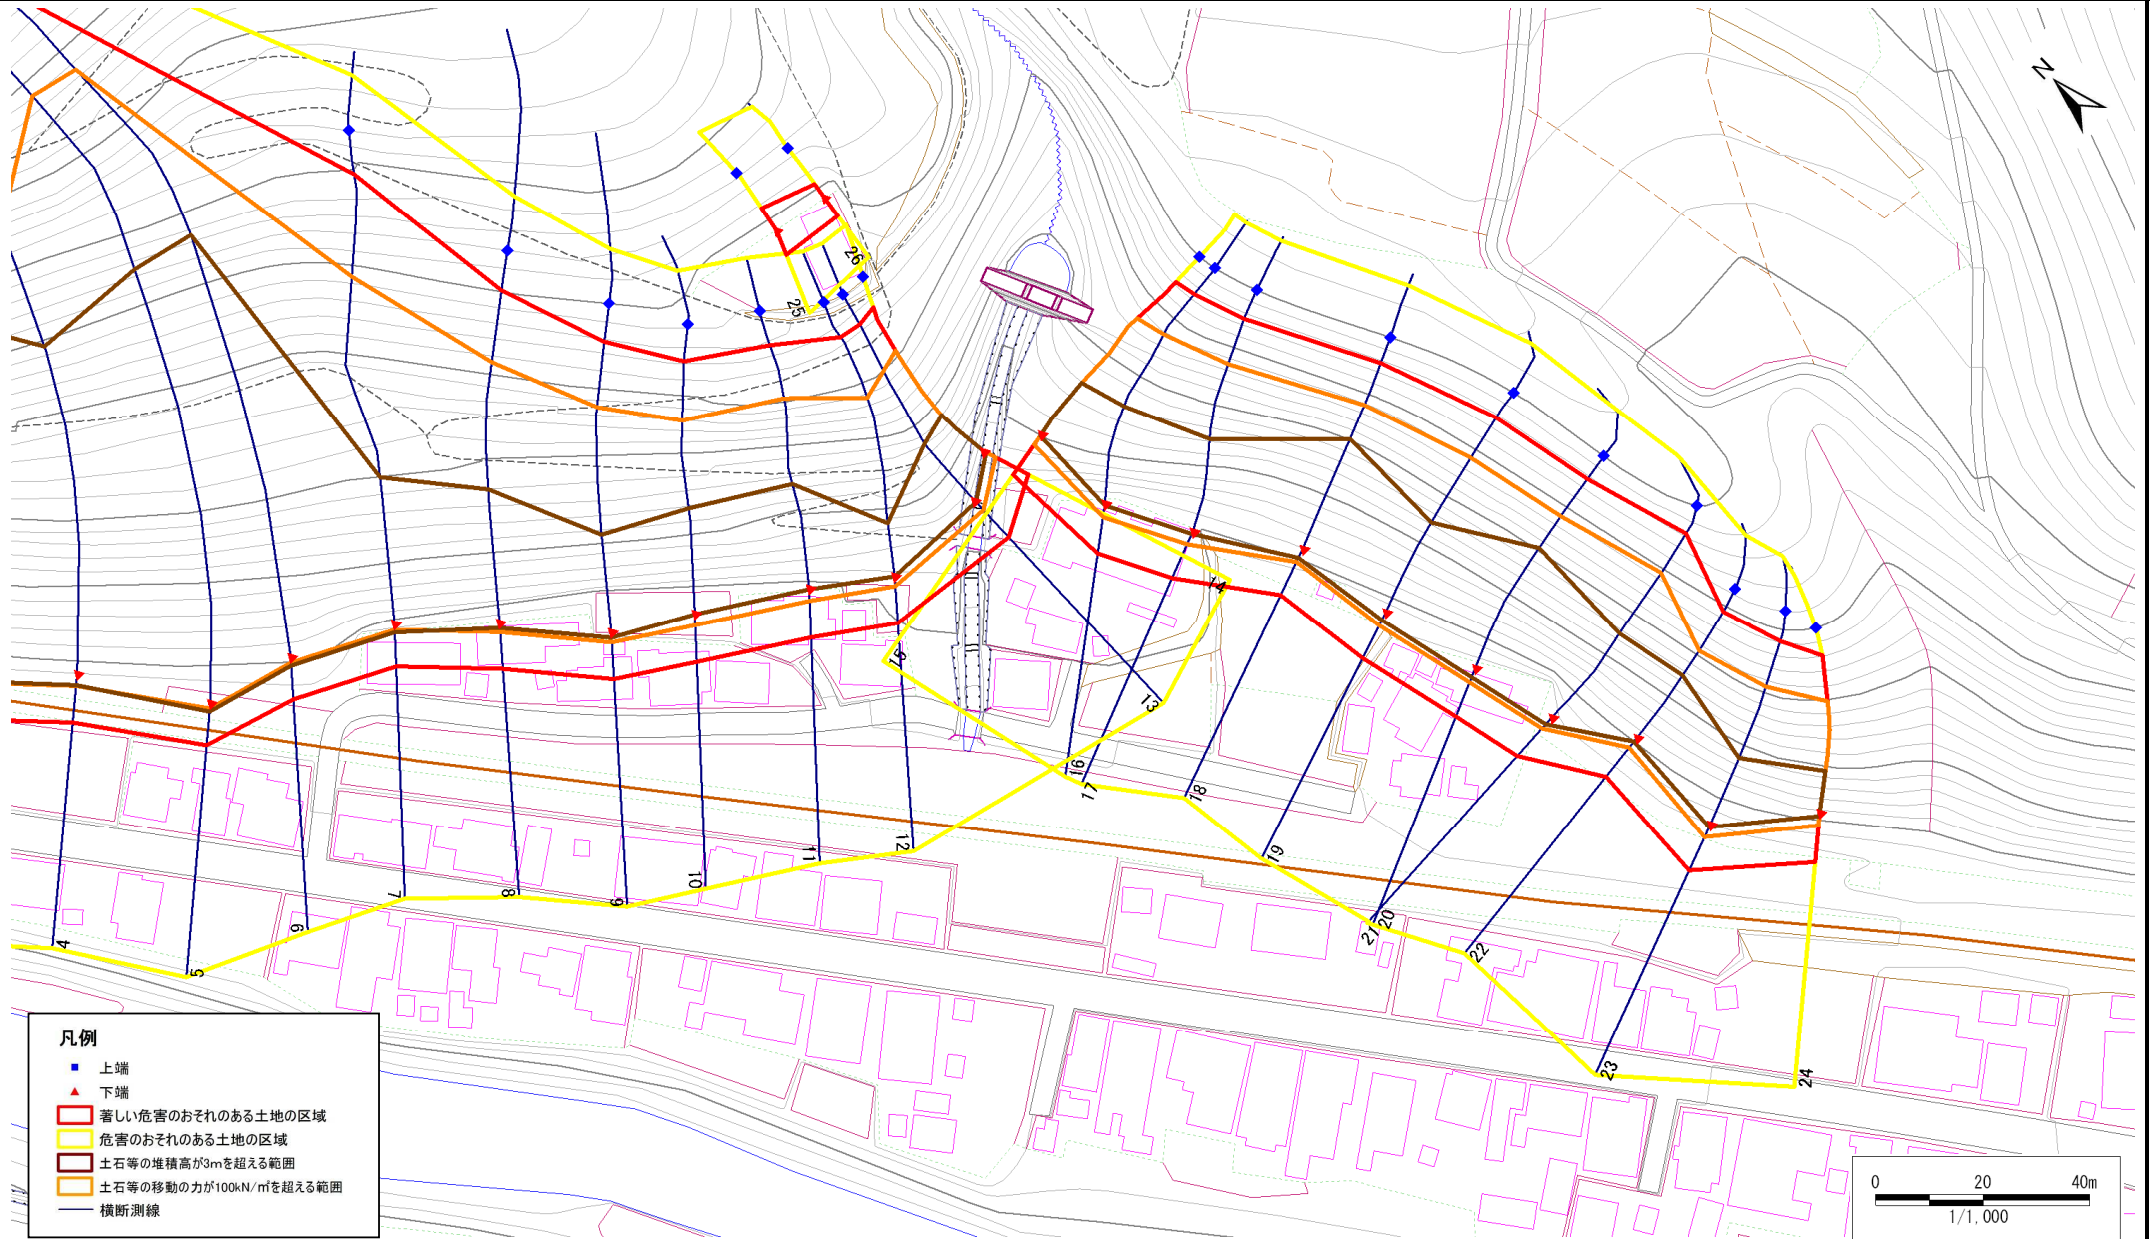 N
26
25
14
15
13
16
17
18
12
19
11
10
7
8
9
20
21
6
22
4
5
23
24
凡例
上端
下端
著しい危害のおそれのある土地の区域
危害のおそれのある土地の区域
土石等の堆積高が3mを超える範囲
土石等の移動の力が100kN/㎡を超える範囲
横断測線
0 20 40m
1/1,000